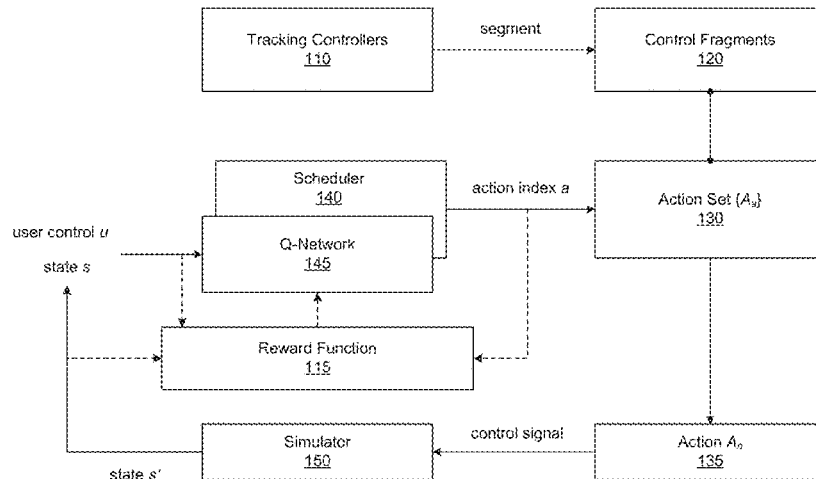 Tracking Controllers
110
segment
Control Fragments
120
Scheduler
140
action index a
Action Set {Aₐ}
130
user control u
state s
Q-Network
145
Reward Function
115
Simulator
150
control signal
Action Aₐ
135
state s'